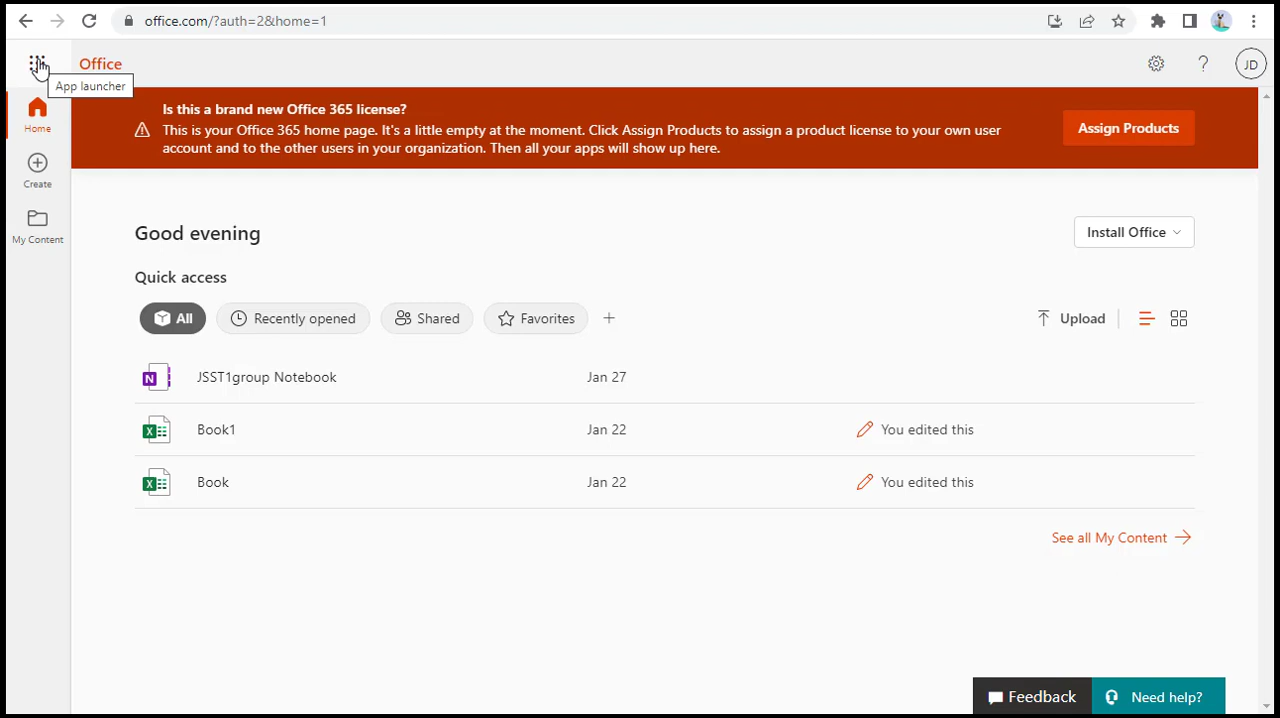 office.com/?auth=2&home=1
Office
JD
App launcher
Home
Create
My Content
Is this a brand new Office 365 license?
This is your Office 365 home page. It's a little empty at the moment. Click Assign Products to assign a product license to your own user
account and to the other users in your organization. Then all your apps will show up here.
Assign Products
Good evening
Install Office
Quick access
All
Recently opened
Shared
Favorites
Upload
N
JSST1group Notebook
Jan 27
X
Book1
Jan 22
You edited this
X
Book
Jan 22
You edited this
See all My Content
Feedback
Need help?